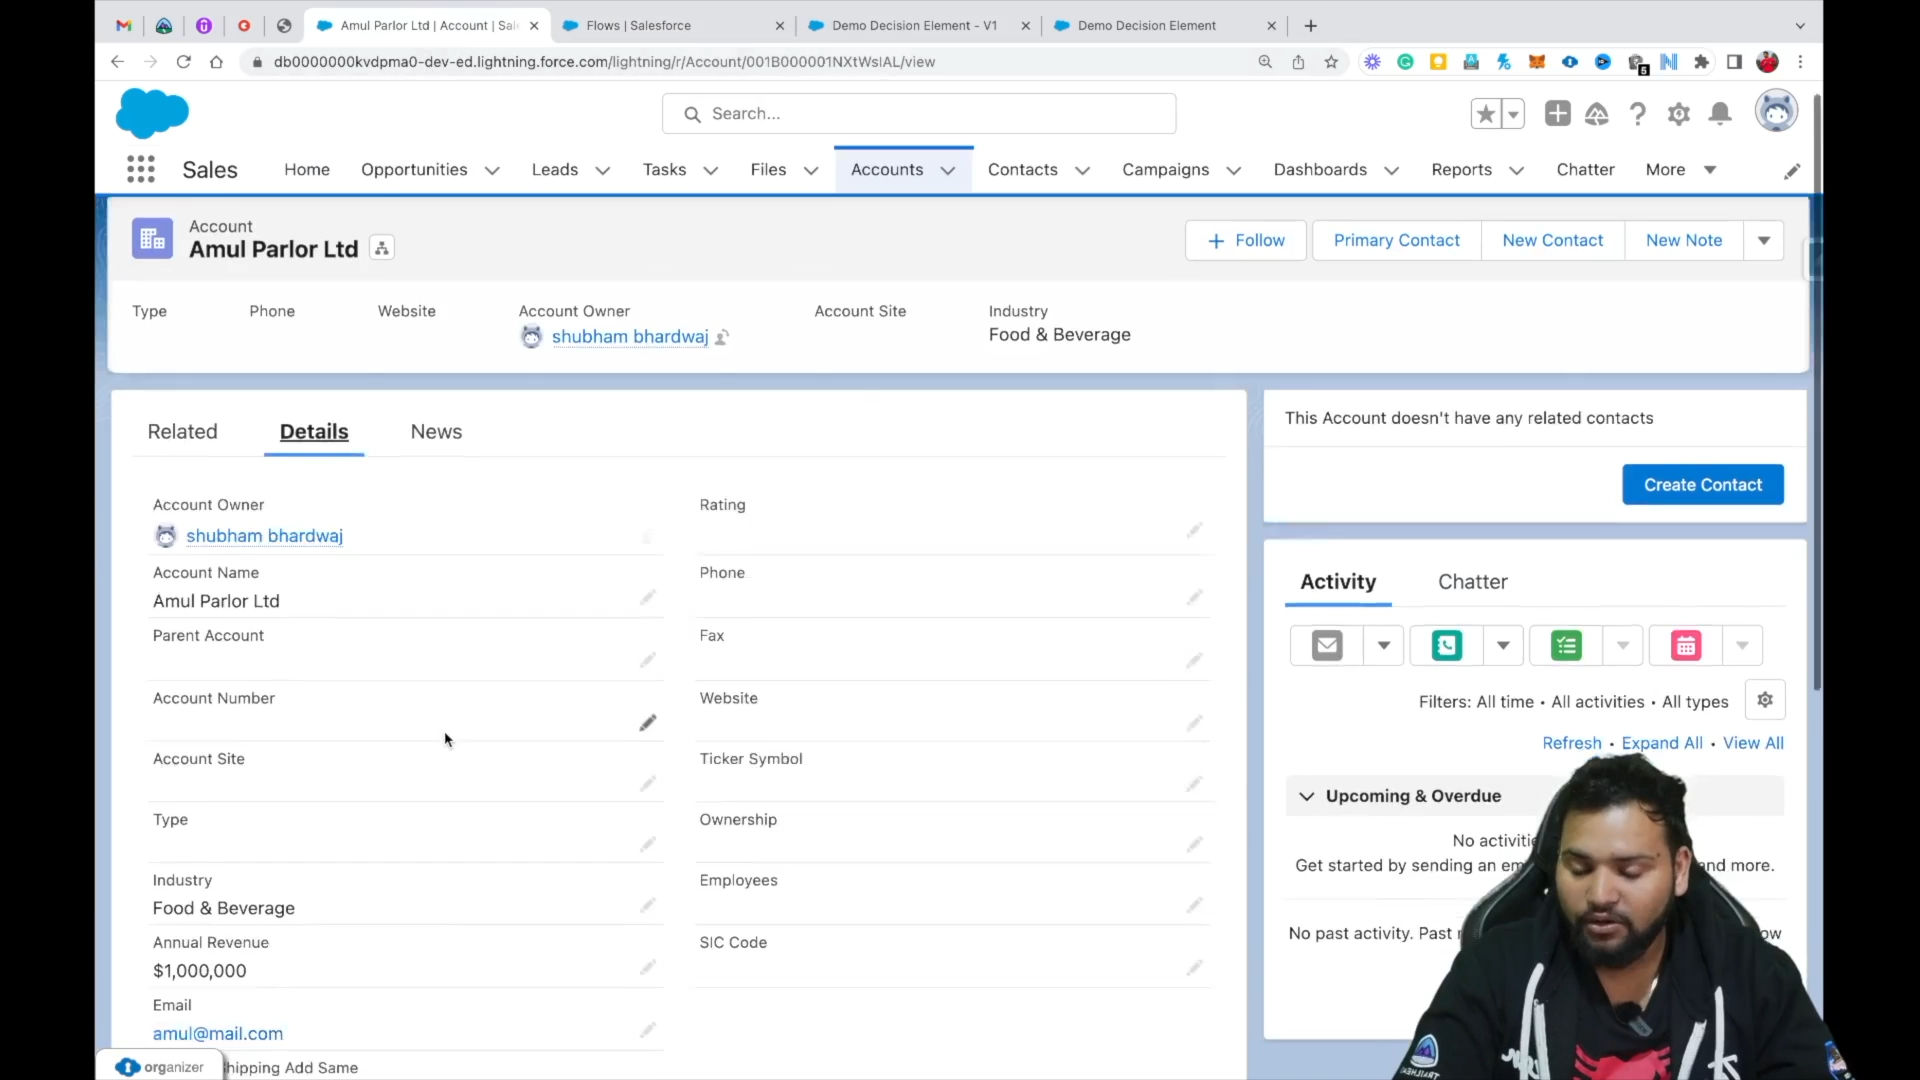 Amul Parlor Ltd | Account | Sal
Flows | Salesforce
Demo Decision Element - V1
Demo Decision Element
db0000000kvdpma0-dev-ed.lightning.force.com/lightning/r/Account/001B000001NXtWsIAL/view
5
Search...
Sales
Home
Opportunities
Leads
Tasks
Files
Accounts
Contacts
Campaigns
Dashboards
Reports
Chatter
More
Account
Amul Parlor Ltd
Follow
Primary Contact
New Contact
New Note
Type
Phone
Website
Account Owner
shubham bhardwaj
Account Site
Industry
Food & Beverage
Related
Details
News
This Account doesn't have any related contacts
Create Contact
Account Owner
shubham bhardwaj
Rating
Account Name
Amul Parlor Ltd
Phone
Parent Account
Fax
Account Number
Website
Account Site
Ticker Symbol
Type
Ownership
Industry
Food & Beverage
Employees
Annual Revenue
$1,000,000
SIC Code
Email
amul@mail.com
organizer
hipping Add Same
Activity
Chatter
Filters: All time • All activities • All types
Refresh • Expand All • View All
Upcoming & Overdue
No activitie
Get started by sending an em and more.
No past activity. Past ow
TRAILHEAD